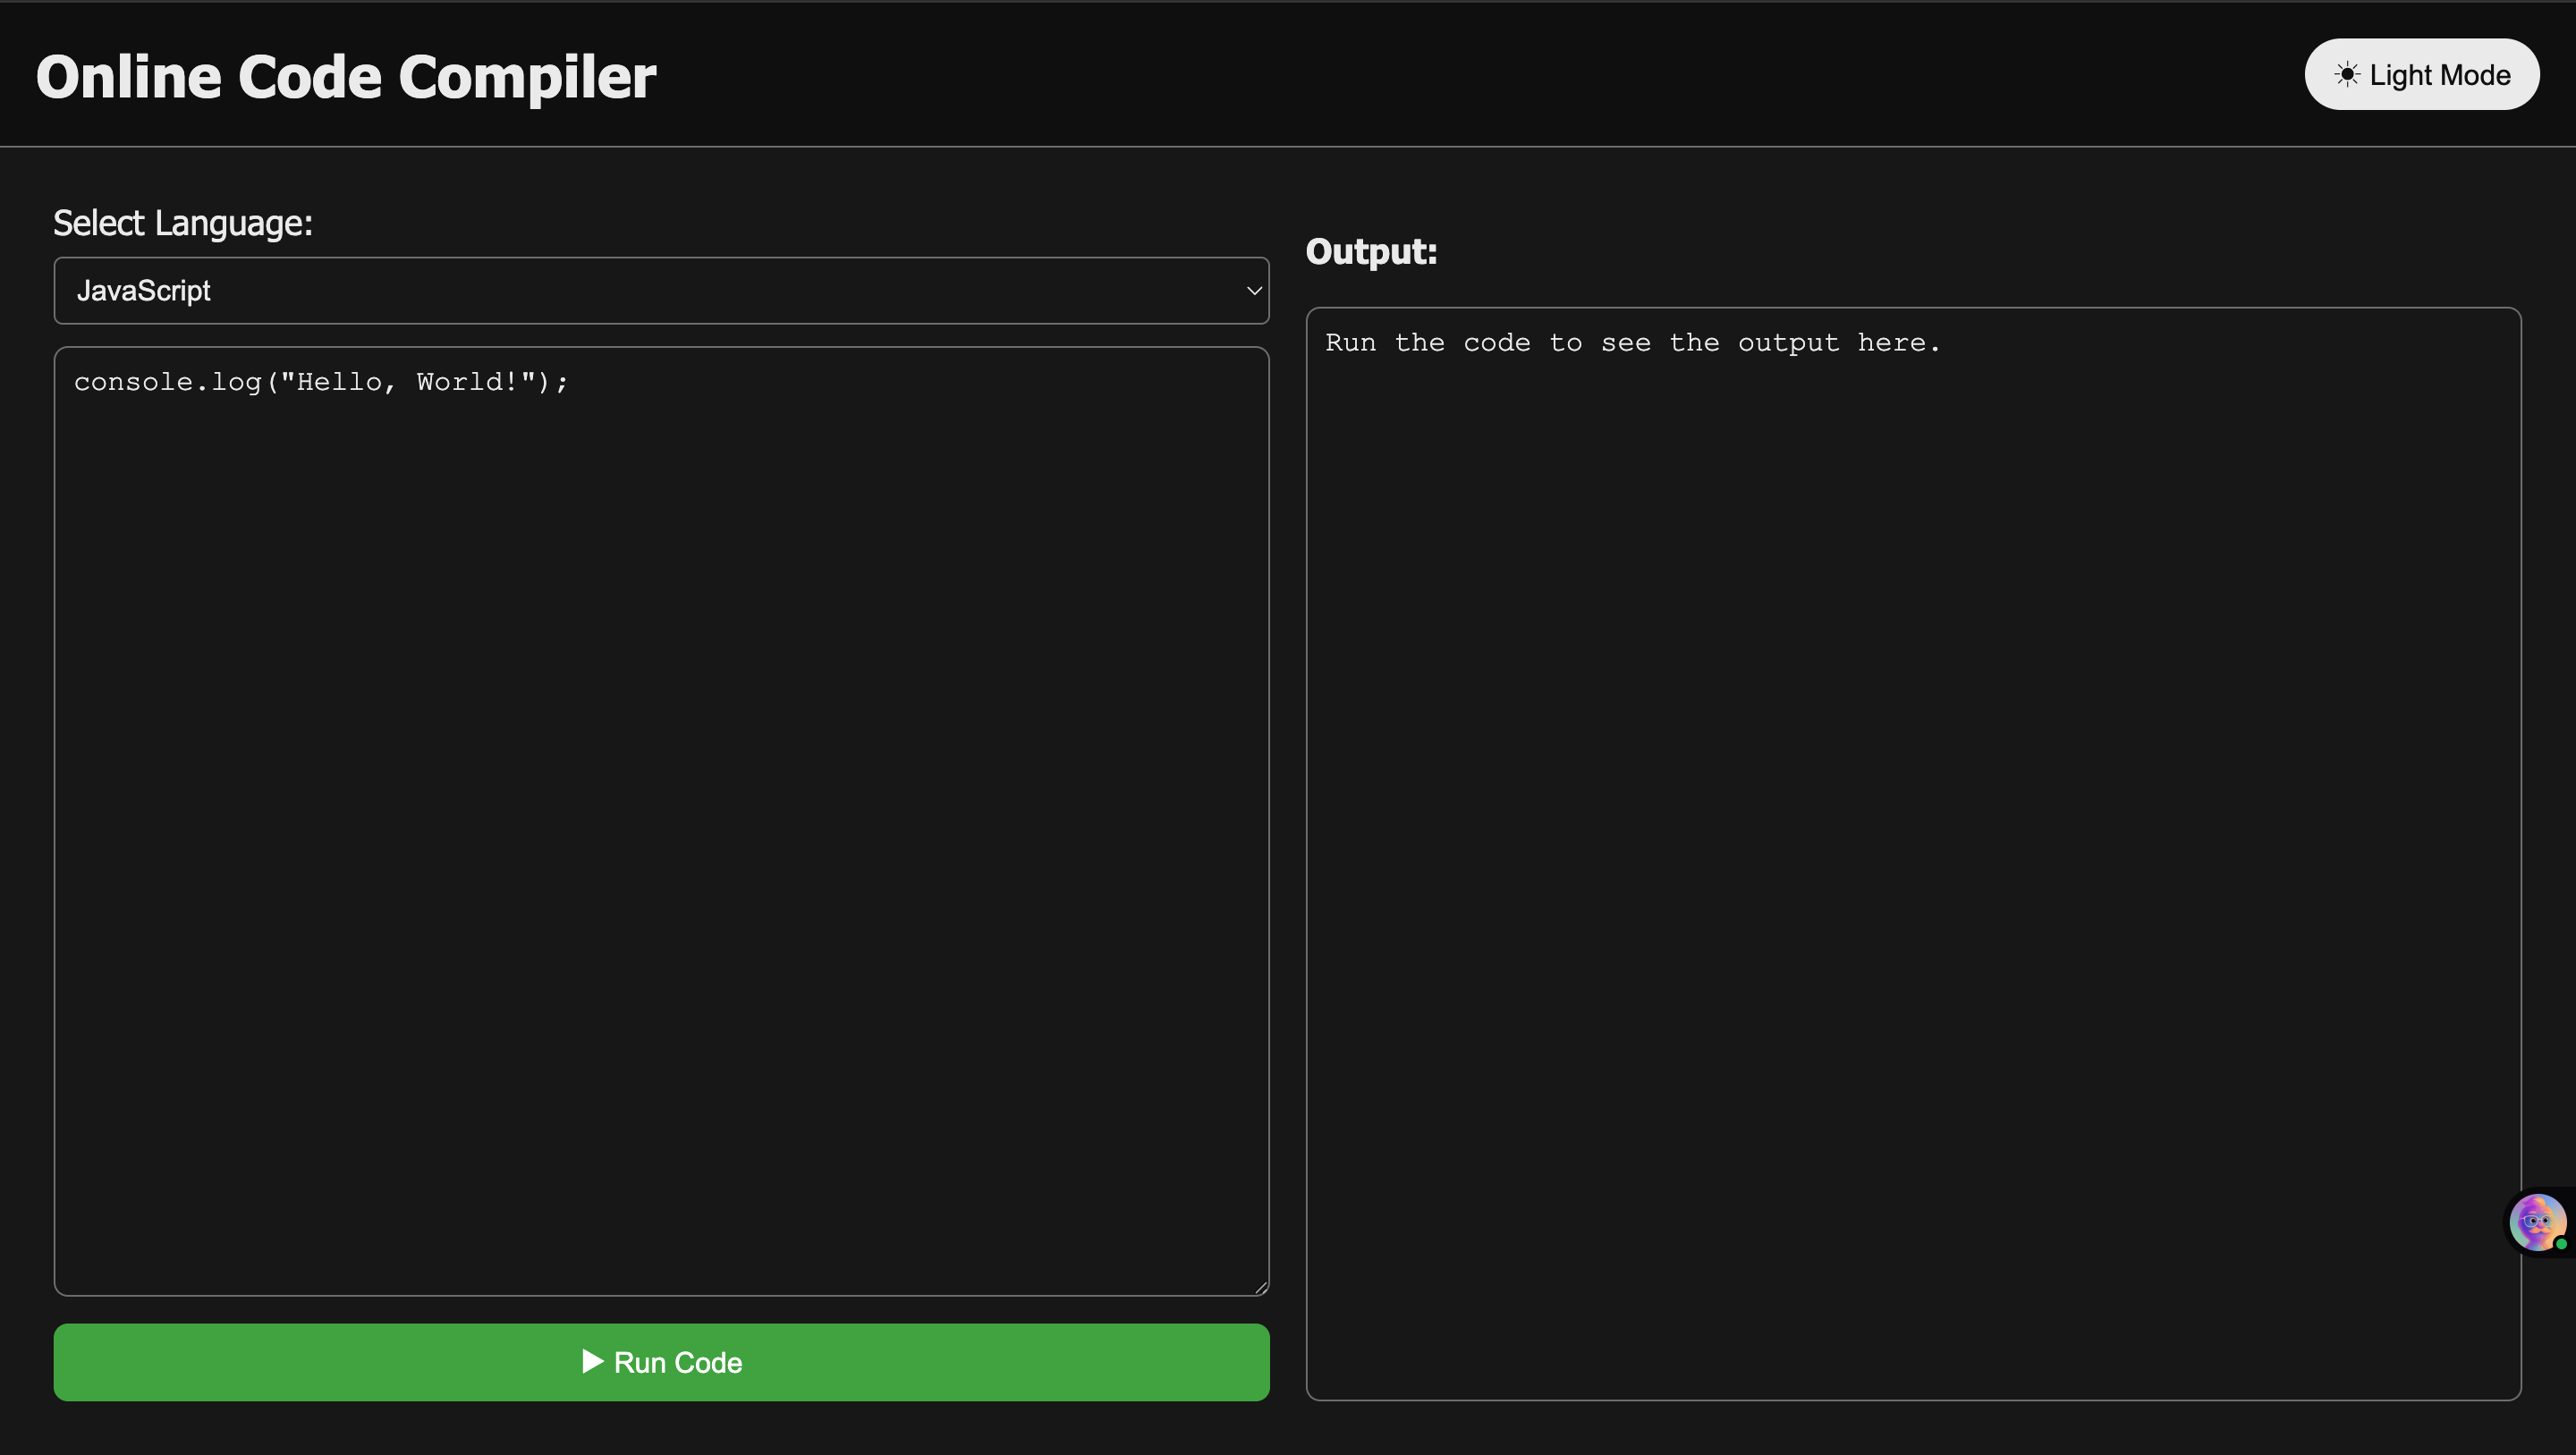 Online Code Compiler
☀ Light Mode
Select Language:
JavaScript
console.log("Hello, World!");
▶ Run Code
Output:
Run the code to see the output here.